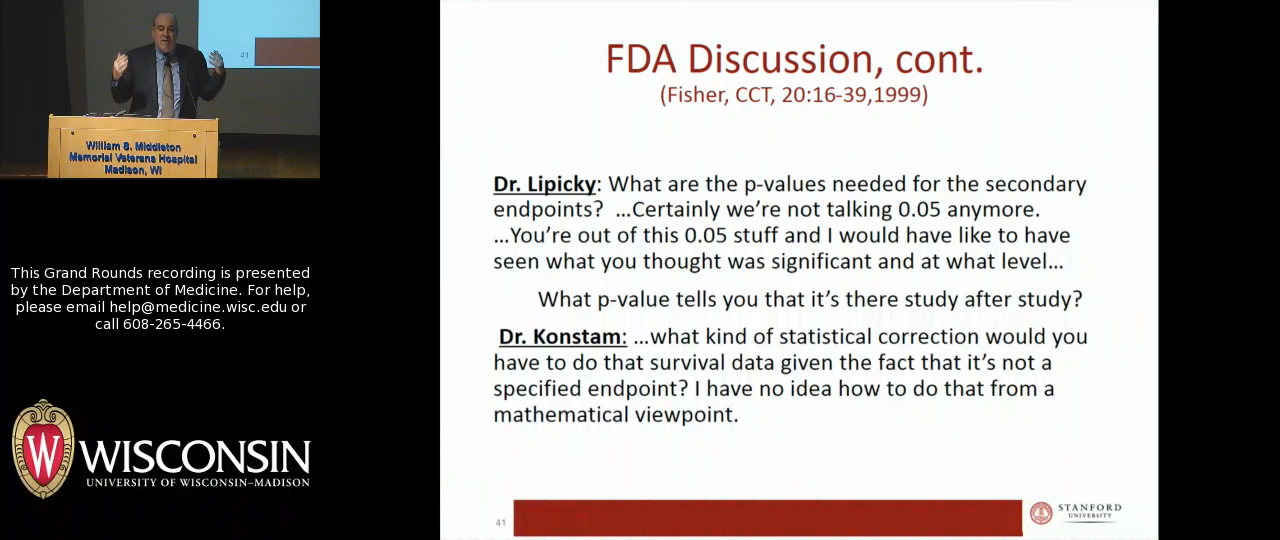 41
William S. Middleton
Memorial Veterans Hospital
Madison, WI
This Grand Rounds recording is presented
by the Department of Medicine. For help,
please email help@medicine.wisc.edu or
call 608-265-4466.
W
WISCONSIN
UNIVERSITY OF WISCONSIN–MADISON
FDA Discussion, cont.
(Fisher, CCT, 20:16-39,1999)
Dr. Lipicky: What are the p-values needed for the secondary
endpoints? ...Certainly we're not talking 0.05 anymore.
...You're out of this 0.05 stuff and I would have like to have
seen what you thought was significant and at what level...
What p-value tells you that it's there study after study?
Dr. Konstam: ...what kind of statistical correction would you
have to do that survival data given the fact that it's not a
specified endpoint? I have no idea how to do that from a
mathematical viewpoint.
41
STANFORD
UNIVERSITY